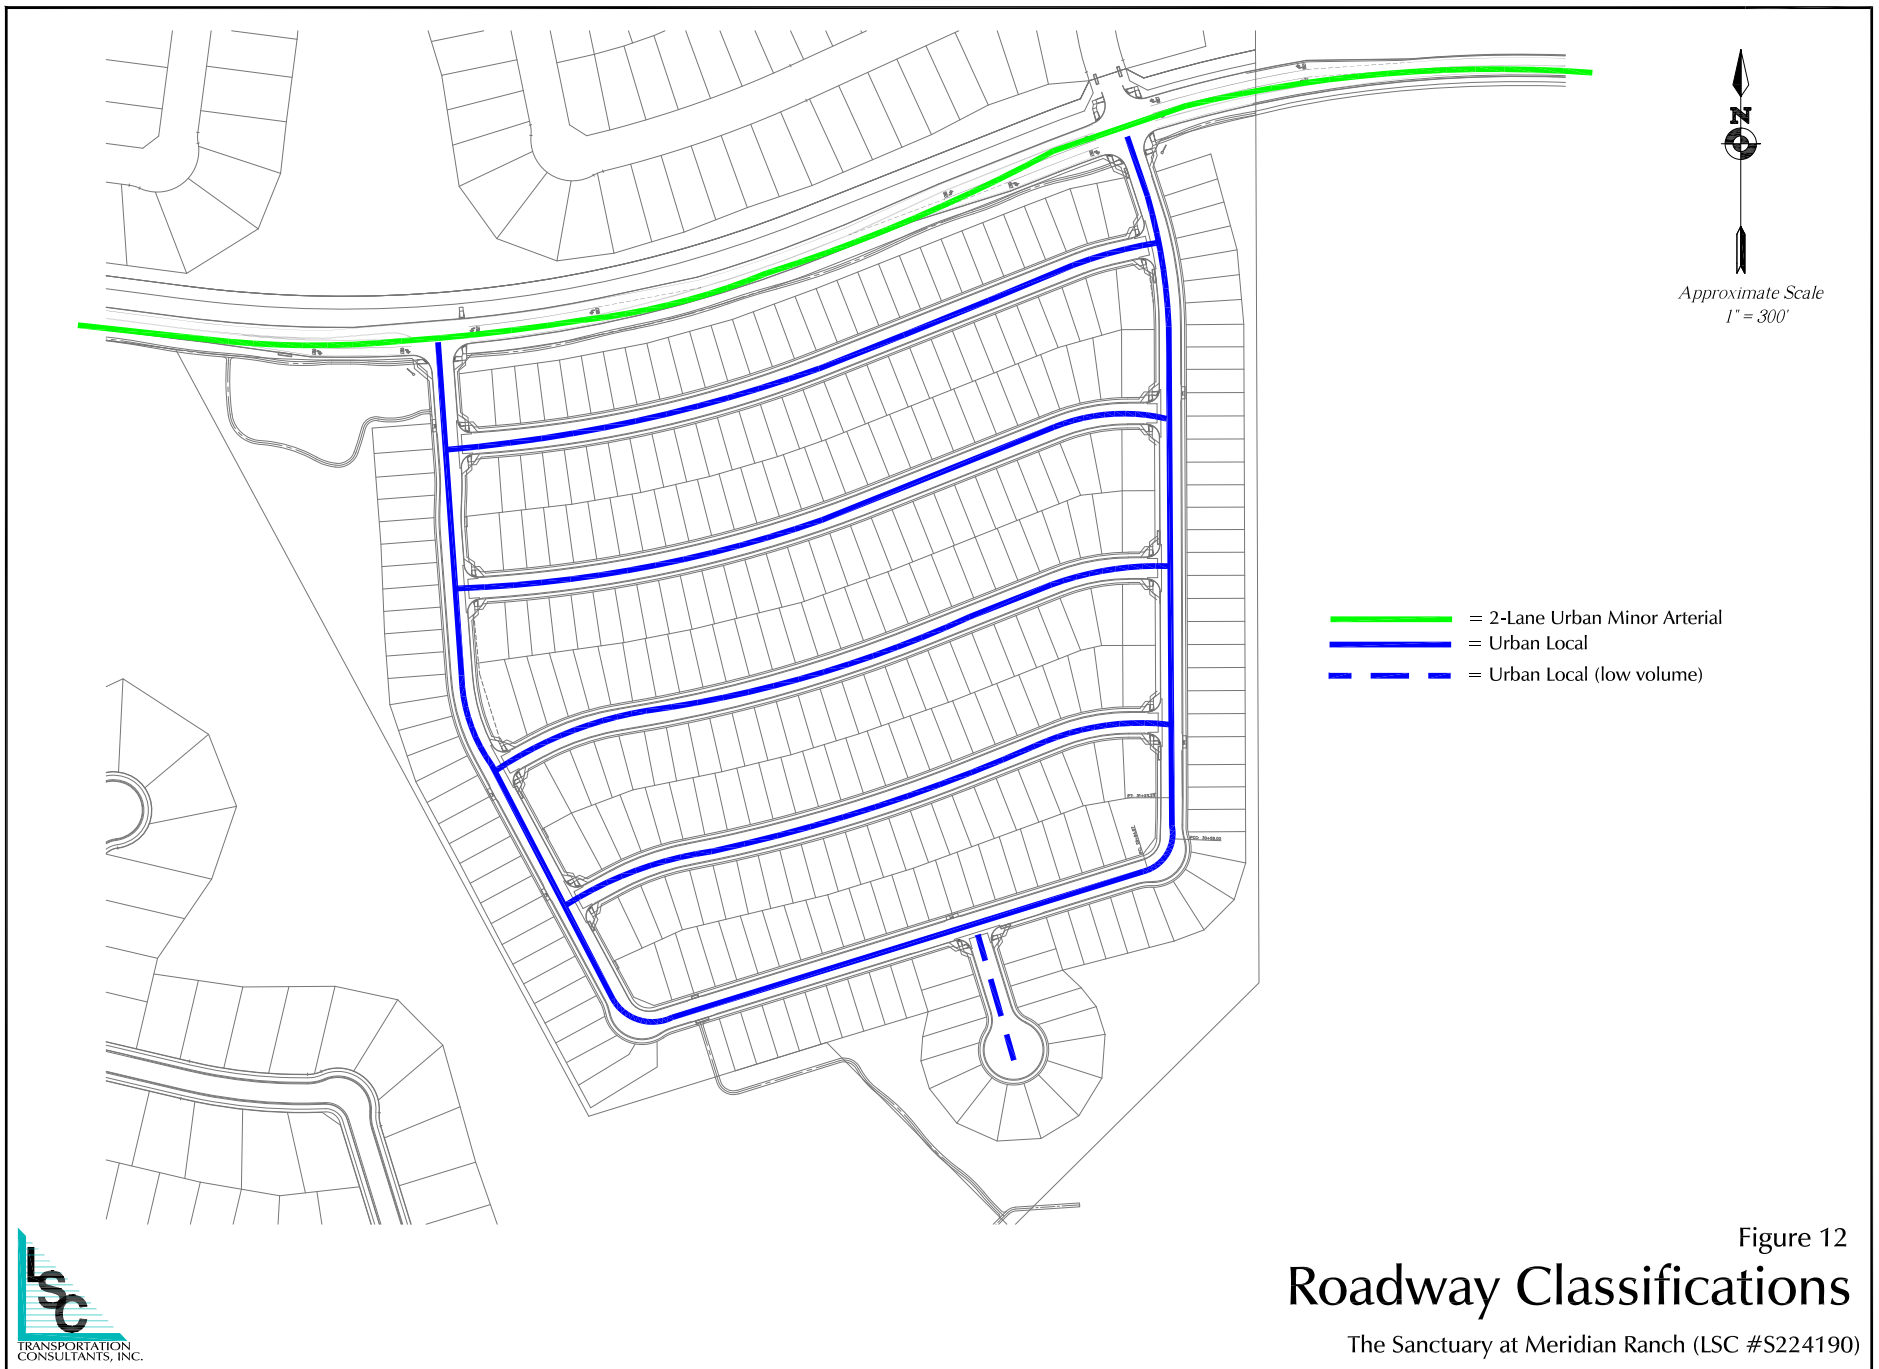 N
Approximate Scale
1" = 300'
= 2-Lane Urban Minor Arterial
= Urban Local
= Urban Local (low volume)
Figure 12
Roadway Classifications
The Sanctuary at Meridian Ranch (LSC #S224190)
LSC
TRANSPORTATION
CONSULTANTS, INC.